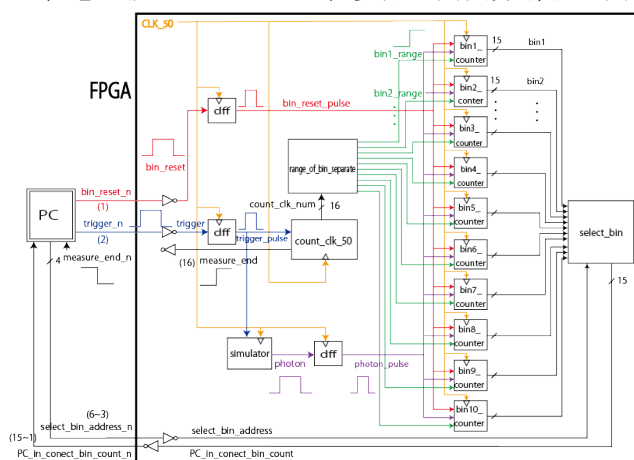 CLK_50
FPGA
15
bin1
bin1_
counter
bin1_range
bin2_range
15
bin2
bin2_
conter
dff
bin_reset_pulse
bin_reset
bin3_
counter
range_of_bin_separate
bin4_
counter
bin_reset_n
(1)
PC
count_clk_num
16
trigger_n
(2)
trigger
dff
trigger_pulse
count_clk_50
bin5_
counter
select_bin
measure_end_n
4
(16)
measure_end
bin6_
counter
15
bin7_
counter
simulator
dff
photon
photon_pulse
bin8_
counter
bin9_
counter
bin10_
counter
(6~3)
select_bin_address_n
select_bin_address
(15~1)
PC_in_conect_bin_count_n
PC_in_conect_bin_count